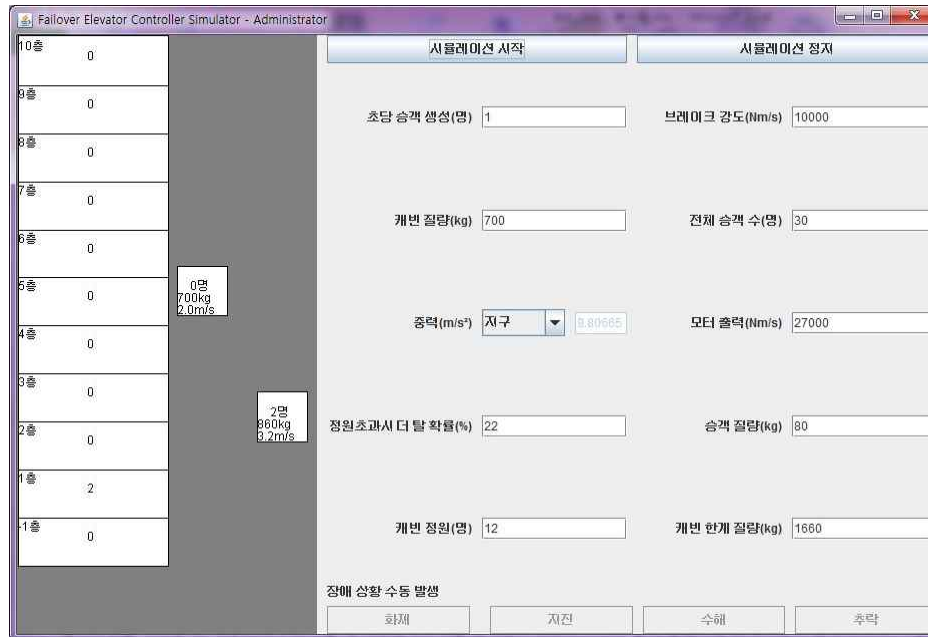 Failover Elevator Controller Simulator - Administrator
10층
0
9층
0
8층
0
7층
0
6층
0
5층
0
4층
0
3층
0
2층
0
1층
2
-1층
0
0명
700kg
2.0m/s
2명
860kg
3.2m/s
시뮬레이션 시작
시뮬레이션 정지
초당 승객 생성(명) 1
브레이크 강도(Nm/s) 10000
캐빈 질량(kg) 700
전체 승객 수(명) 30
중력(m/s²) 지구 9.80665
모터 출력(Nm/s) 27000
정원초과시 더 탈 확률(%) 22
승객 질량(kg) 80
캐빈 정원(명) 12
캐빈 한계 질량(kg) 1660
장애 상황 수동 발생
화재
지진
수해
추락